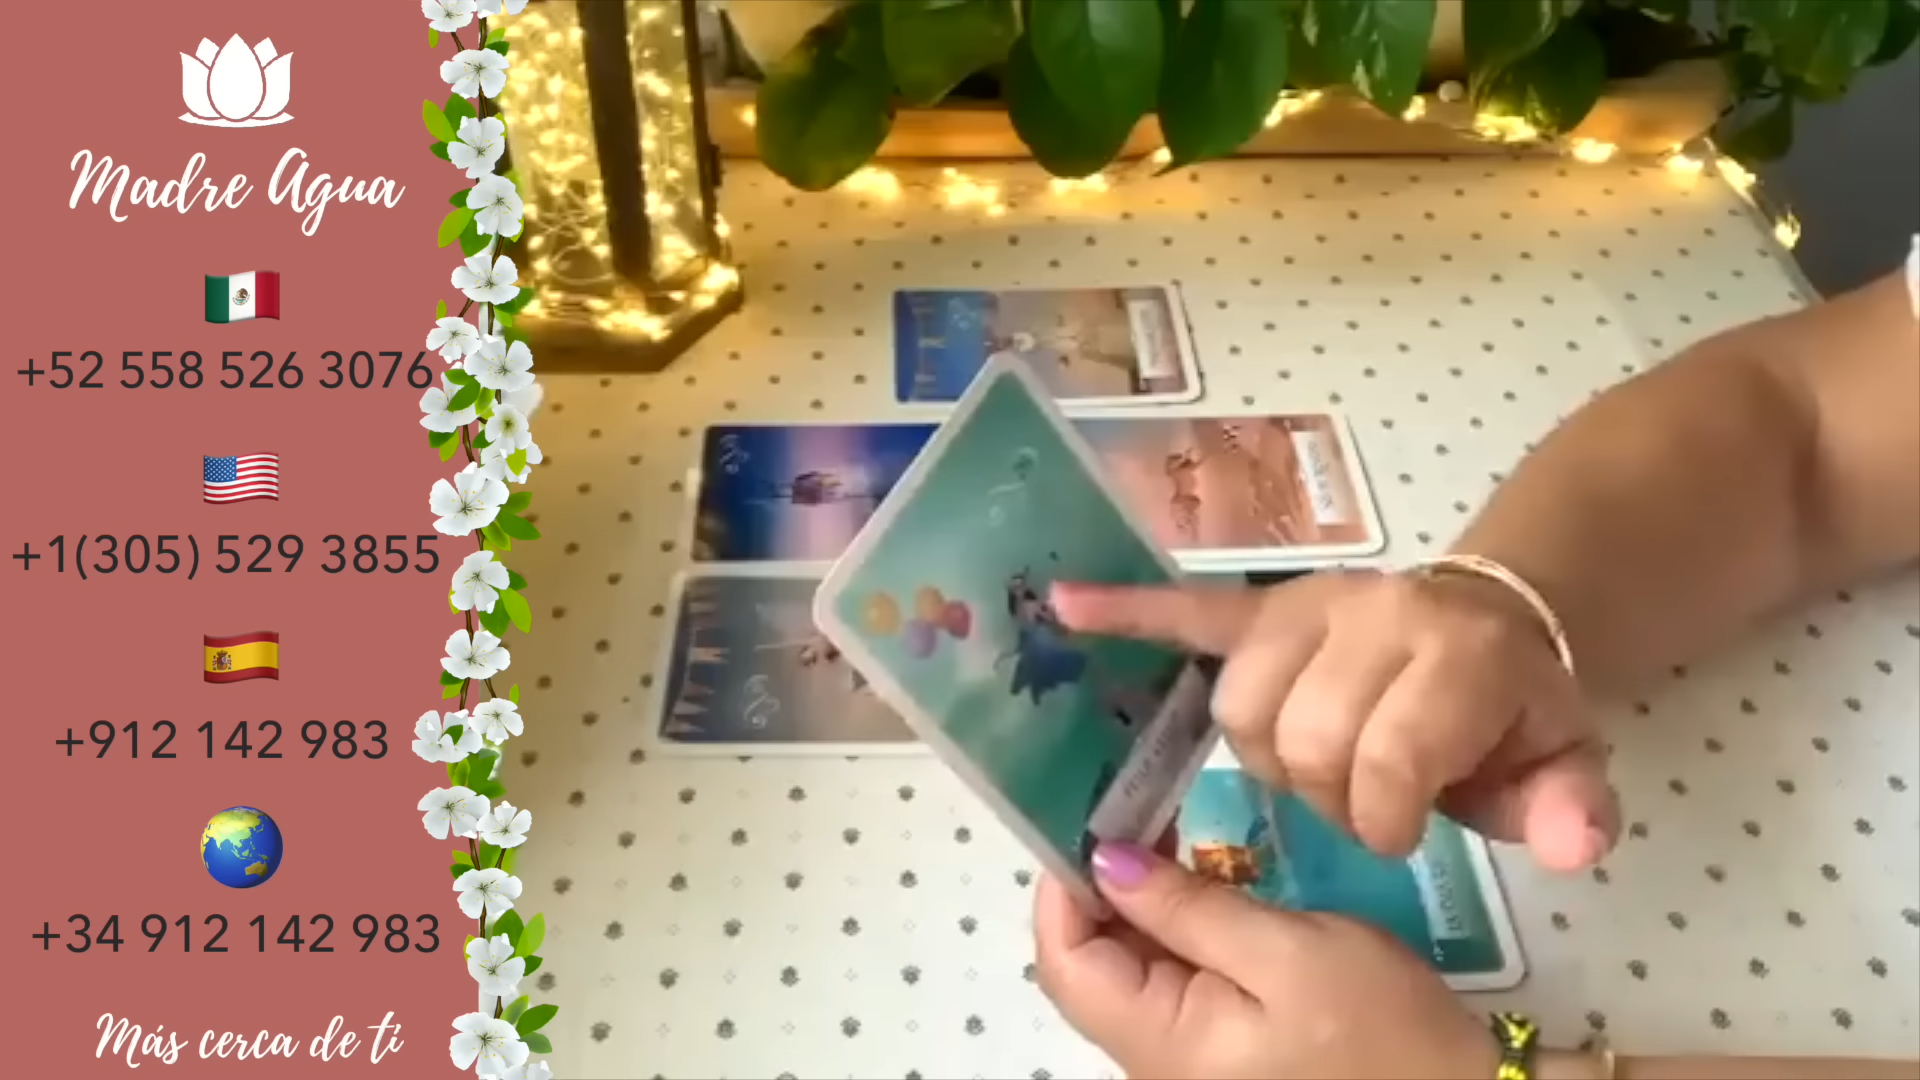 Madre Agua
+52 558 526 3076
+1(305) 529 3855
+912 142 983
+34 912 142 983
Más cerca de ti